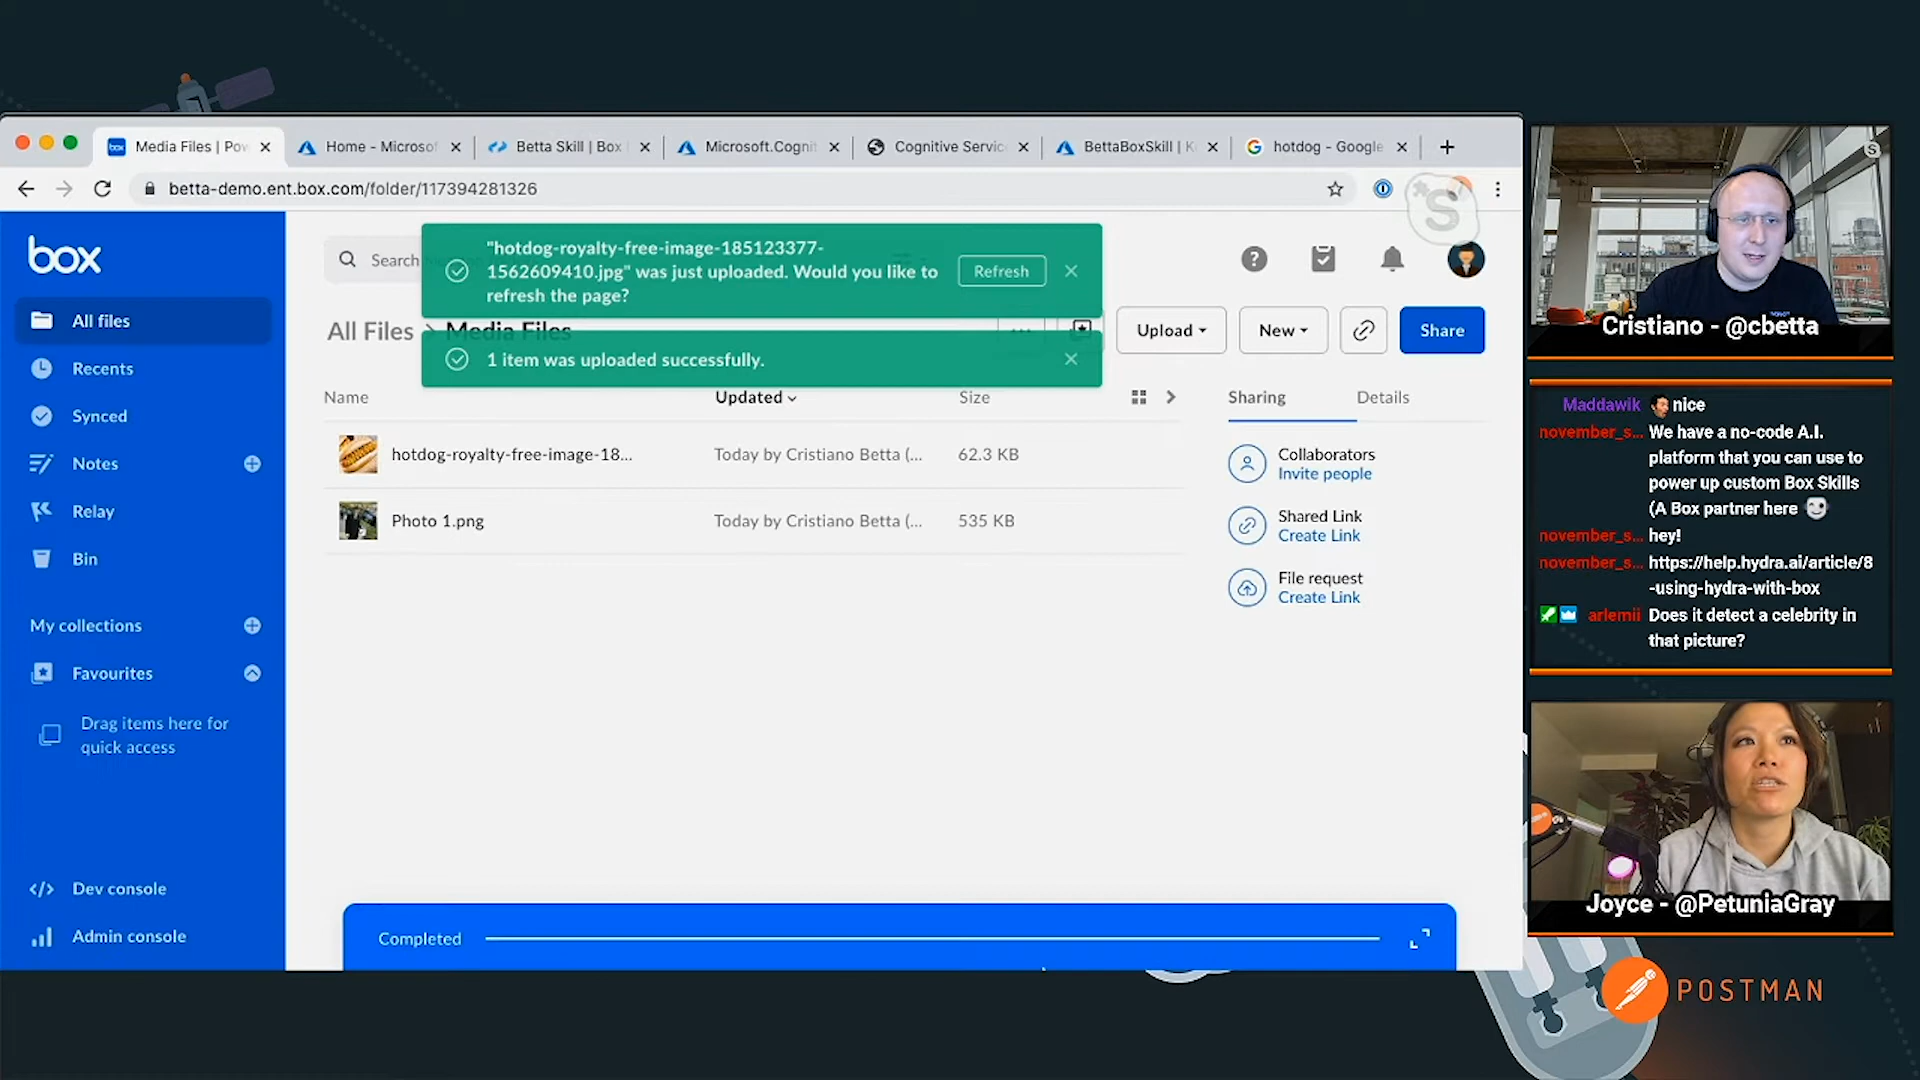 Media Files | Pow
Home - Microsof
Betta Skill | Box
Microsoft.Cogni
Cognitive Servic
BettaBoxSkill | K
hotdog - Google
betta-demo.ent.box.com/folder/117394281326
box
Search
"hotdog-royalty-free-image-185123377-
1562609410.jpg" was just uploaded. Would you like to
refresh the page?
Refresh
All Files > Media Files
Upload
New
Share
1 item was uploaded successfully.
Name
Updated
Size
Sharing
Details
hotdog-royalty-free-image-18...
Today by Cristiano Betta (...
62.3 KB
Photo 1.png
Today by Cristiano Betta (...
535 KB
Collaborators
Invite people
Shared Link
Create Link
File request
Create Link
All files
Recents
Synced
Notes
Relay
Bin
My collections
Favourites
Drag items here for
quick access
Dev console
Admin console
Completed
Cristiano - @cbetta
Maddawik nice
november_s... We have a no-code A.I.
platform that you can use to
power up custom Box Skills
(A Box partner here
november_s... hey!
november_s... https://help.hydra.ai/article/8
-using-hydra-with-box
arlemii Does it detect a celebrity in
that picture?
Joyce - @PetuniaGray
POSTMAN